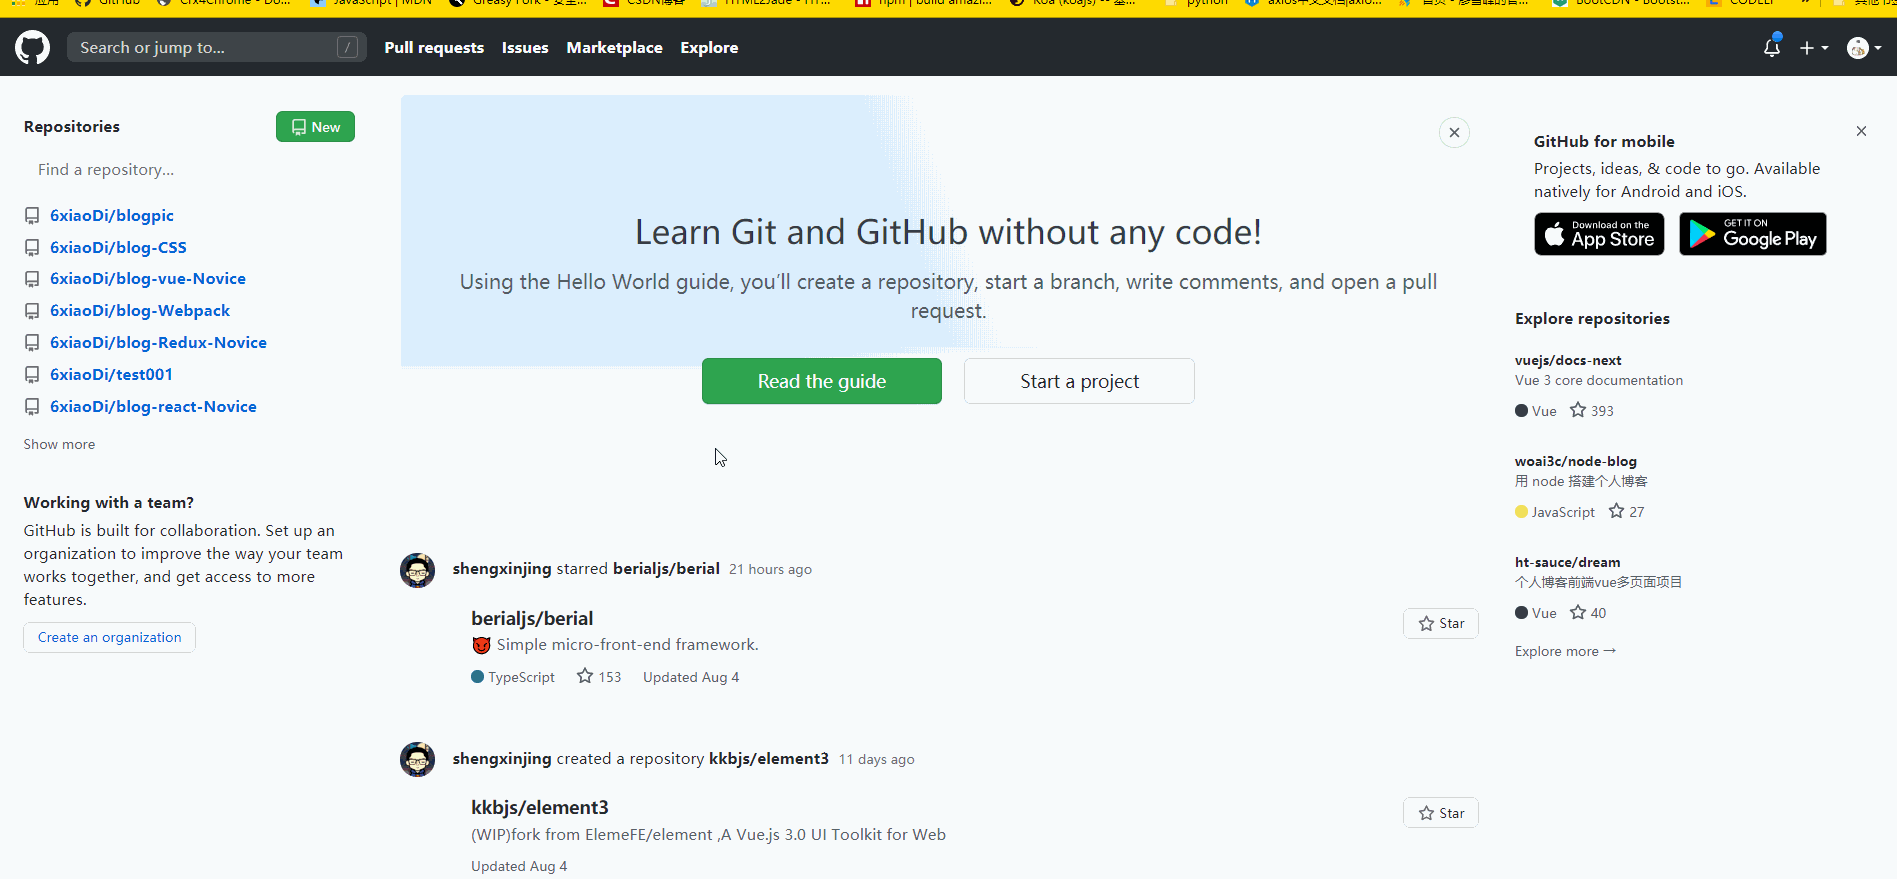 GitHub
Search or jump to...
/
Pull requests
Issues
Marketplace
Explore
Repositories
New
Find a repository...
6xiaoDi/blogpic
6xiaoDi/blog-CSS
6xiaoDi/blog-vue-Novice
6xiaoDi/blog-Webpack
6xiaoDi/blog-Redux-Novice
6xiaoDi/test001
6xiaoDi/blog-react-Novice
Show more
Working with a team?
GitHub is built for collaboration. Set up an
organization to improve the way your team
works together, and get access to more
features.
Create an organization
Learn Git and GitHub without any code!
Using the Hello World guide, you’ll create a repository, start a branch, write comments, and open a pull
request.
Read the guide
Start a project
shengxinjing starred berialjs/berial 21 hours ago
berialjs/berial
Star
Simple micro-front-end framework.
TypeScript 153 Updated Aug 4
shengxinjing created a repository kkbjs/element3 11 days ago
kkbjs/element3
Star
(WIP)fork from ElemeFE/element ,A Vue.js 3.0 UI Toolkit for Web
Updated Aug 4
GitHub for mobile
Projects, ideas, & code to go. Available
natively for Android and iOS.
Download on the
App Store
GET IT ON
Google Play
Explore repositories
vuejs/docs-next
Vue 3 core documentation
Vue 393
woai3c/node-blog
用 node 搭建个人博客
JavaScript 27
ht-sauce/dream
个人博客前端vue多页面项目
Vue 40
Explore more →